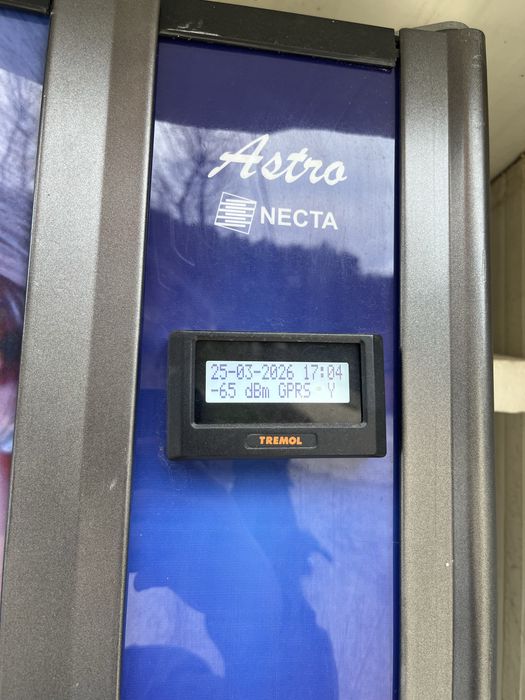 Astro
NECTA
25-03-2026 17:04
-65 dBm GPRS Y
TREMOL